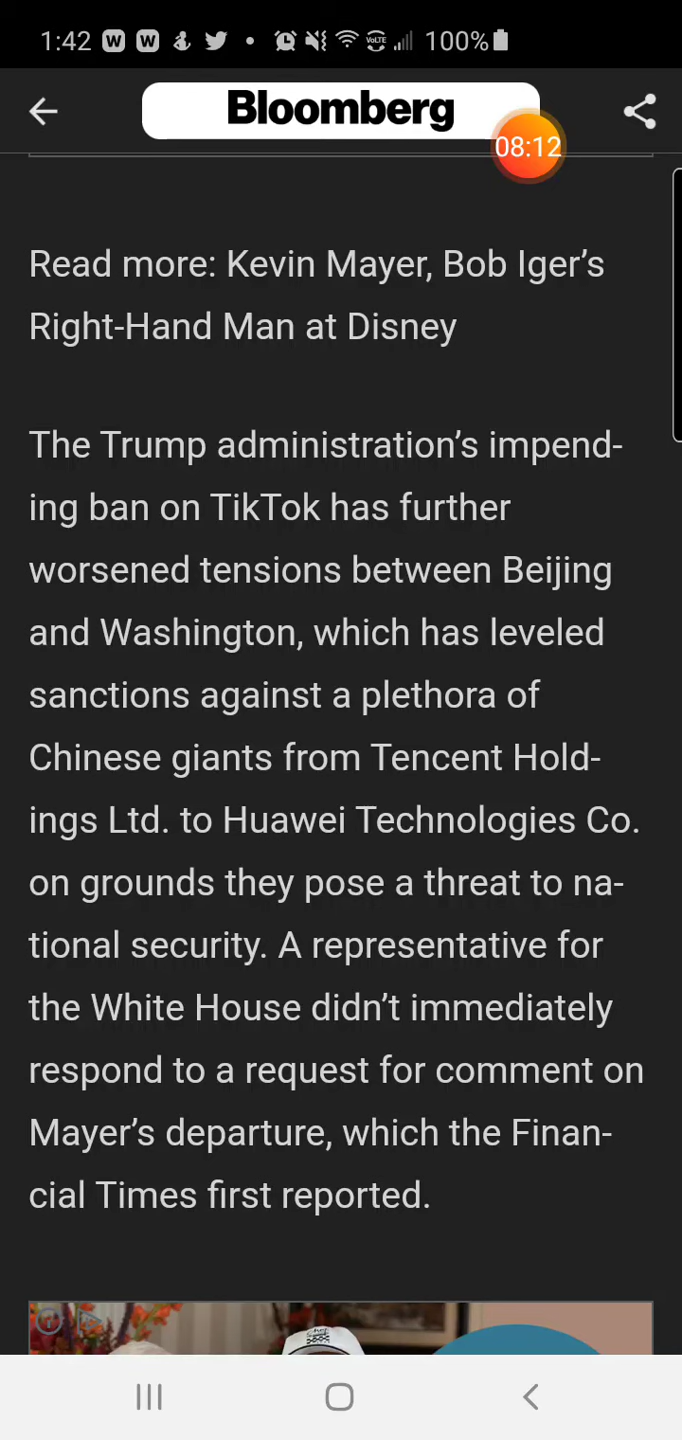 1:42 W W VoLTE 100%
Bloomberg
08:12
Read more: Kevin Mayer, Bob Iger’s
Right-Hand Man at Disney
The Trump administration’s impend-
ing ban on TikTok has further
worsened tensions between Beijing
and Washington, which has leveled
sanctions against a plethora of
Chinese giants from Tencent Hold-
ings Ltd. to Huawei Technologies Co.
on grounds they pose a threat to na-
tional security. A representative for
the White House didn’t immediately
respond to a request for comment on
Mayer’s departure, which the Finan-
cial Times first reported.